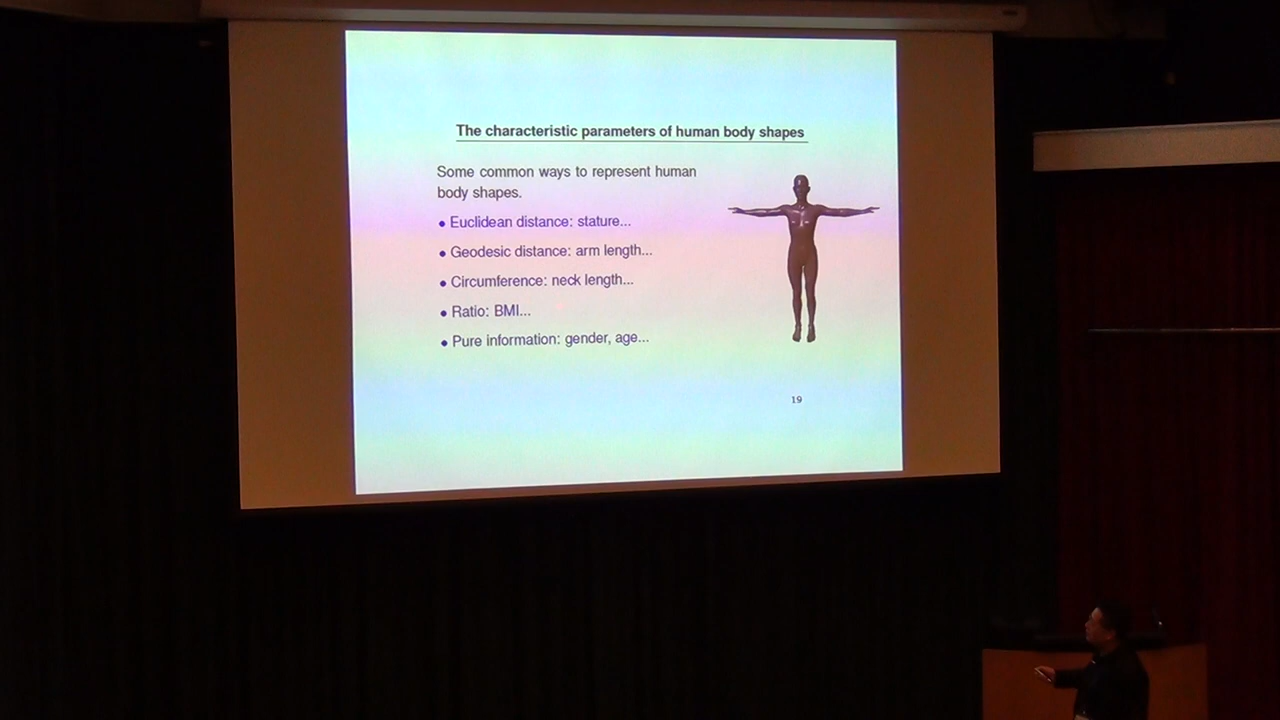 The characteristic parameters of human body shapes
Some common ways to represent human
body shapes.
• Euclidean distance: stature...
• Geodesic distance: arm length...
• Circumference: neck length...
• Ratio: BMI...
• Pure information: gender, age...
19